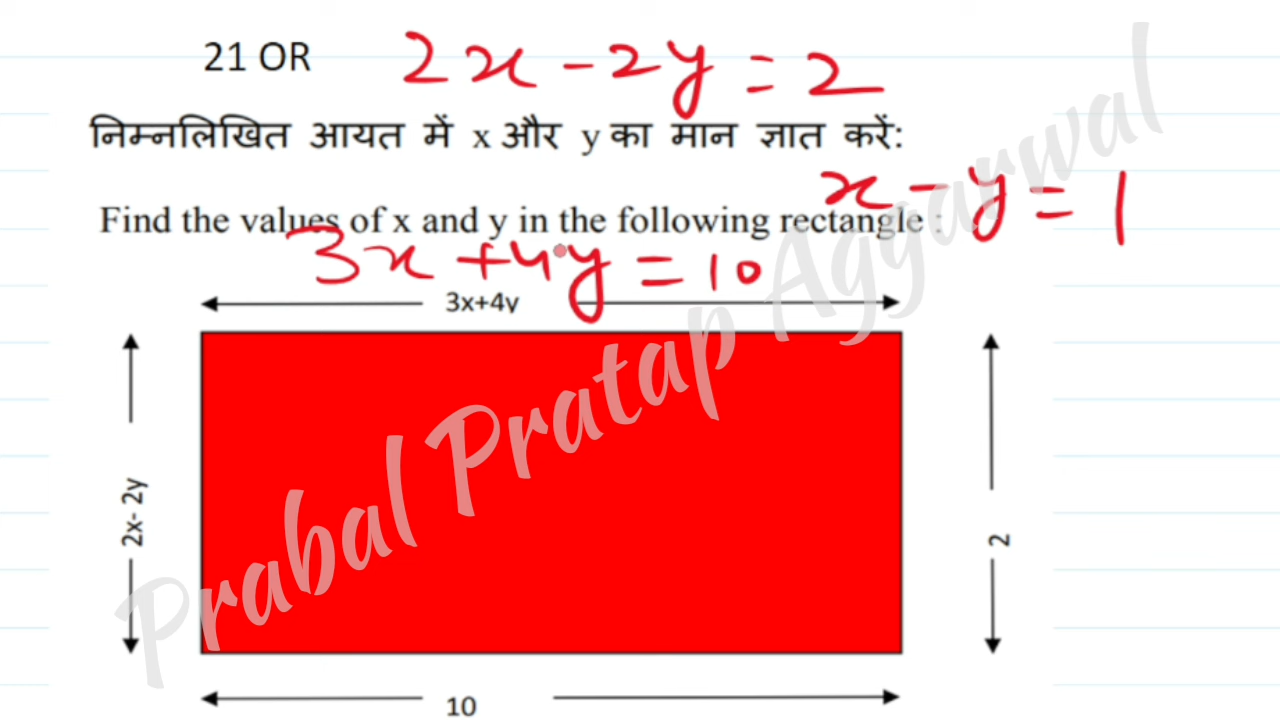 21 OR
2x - 2y = 2
निम्नलिखित आयत में x और y का मान ज्ञात करें:
x - y = 1
Find the values of x and y in the following rectangle :
3x + 4y = 10
3x+4y
2x- 2y
2
10
Prabal Pratap Aggarwal